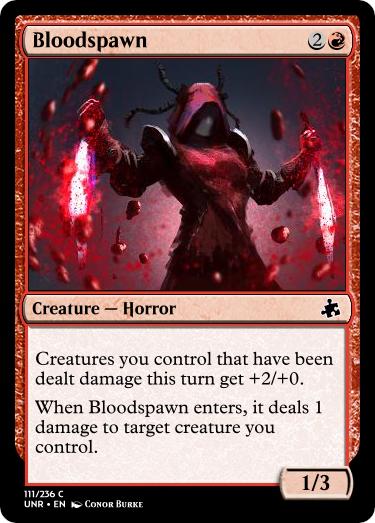 Bloodspawn 2
Creature — Horror
Creatures you control that have been
dealt damage this turn get +2/+0.
When Bloodspawn enters, it deals 1
damage to target creature you
control.
1/3
111/236 C
UNR • EN Conor Burke